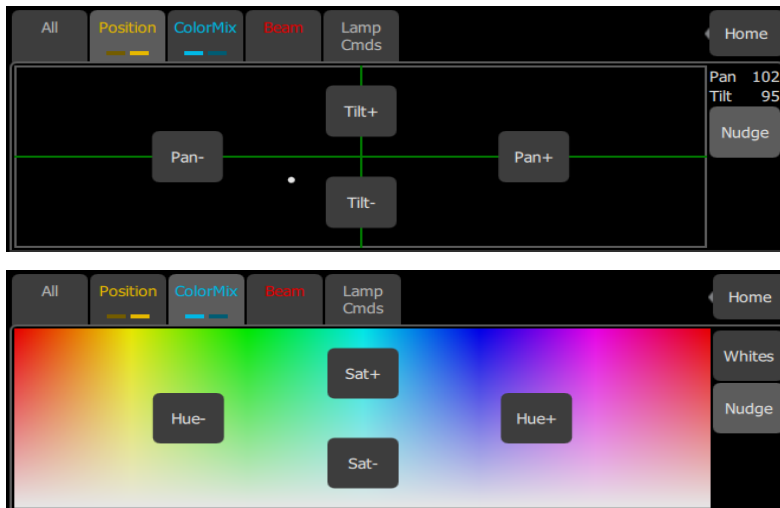 All Position ColorMix Beam Lamp Cmds Home
Pan 102
Tilt 95
Tilt+
Nudge
Pan- Pan+
Tilt-
All Position ColorMix Beam Lamp Cmds Home
Whites
Sat+
Nudge
Hue- Hue+
Sat-